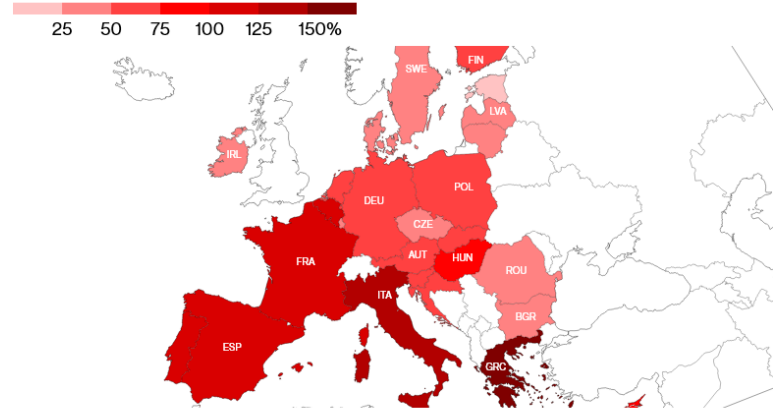 25 50 75 100 125 150%
SWE
FIN
LVA
IRL
DEU
POL
CZE
FRA
AUT
HUN
ROU
ITA
BGR
ESP
GRC